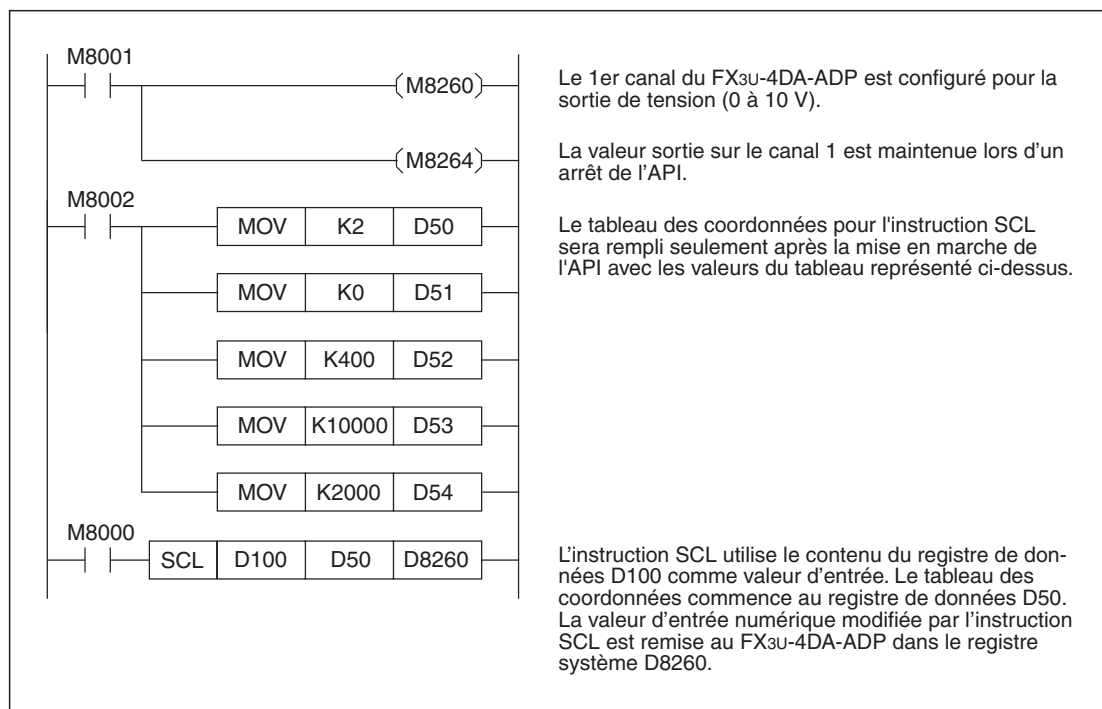 M8001
M8260
Le 1er canal du FX3U-4DA-ADP est configuré pour la
sortie de tension (0 à 10 V).
M8264
La valeur sortie sur le canal 1 est maintenue lors d’un
arrêt de l’API.
M8002
MOV K2 D50
Le tableau des coordonnées pour l'instruction SCL
sera rempli seulement après la mise en marche de
l'API avec les valeurs du tableau représenté ci-dessus.
MOV K0 D51
MOV K400 D52
MOV K10000 D53
MOV K2000 D54
M8000
SCL D100 D50 D8260
L’instruction SCL utilise le contenu du registre de don-
nées D100 comme valeur d’entrée. Le tableau des
coordonnées commence au registre de données D50.
La valeur d’entrée numérique modifiée par l’instruction
SCL est remise au FX3U-4DA-ADP dans le registre
système D8260.